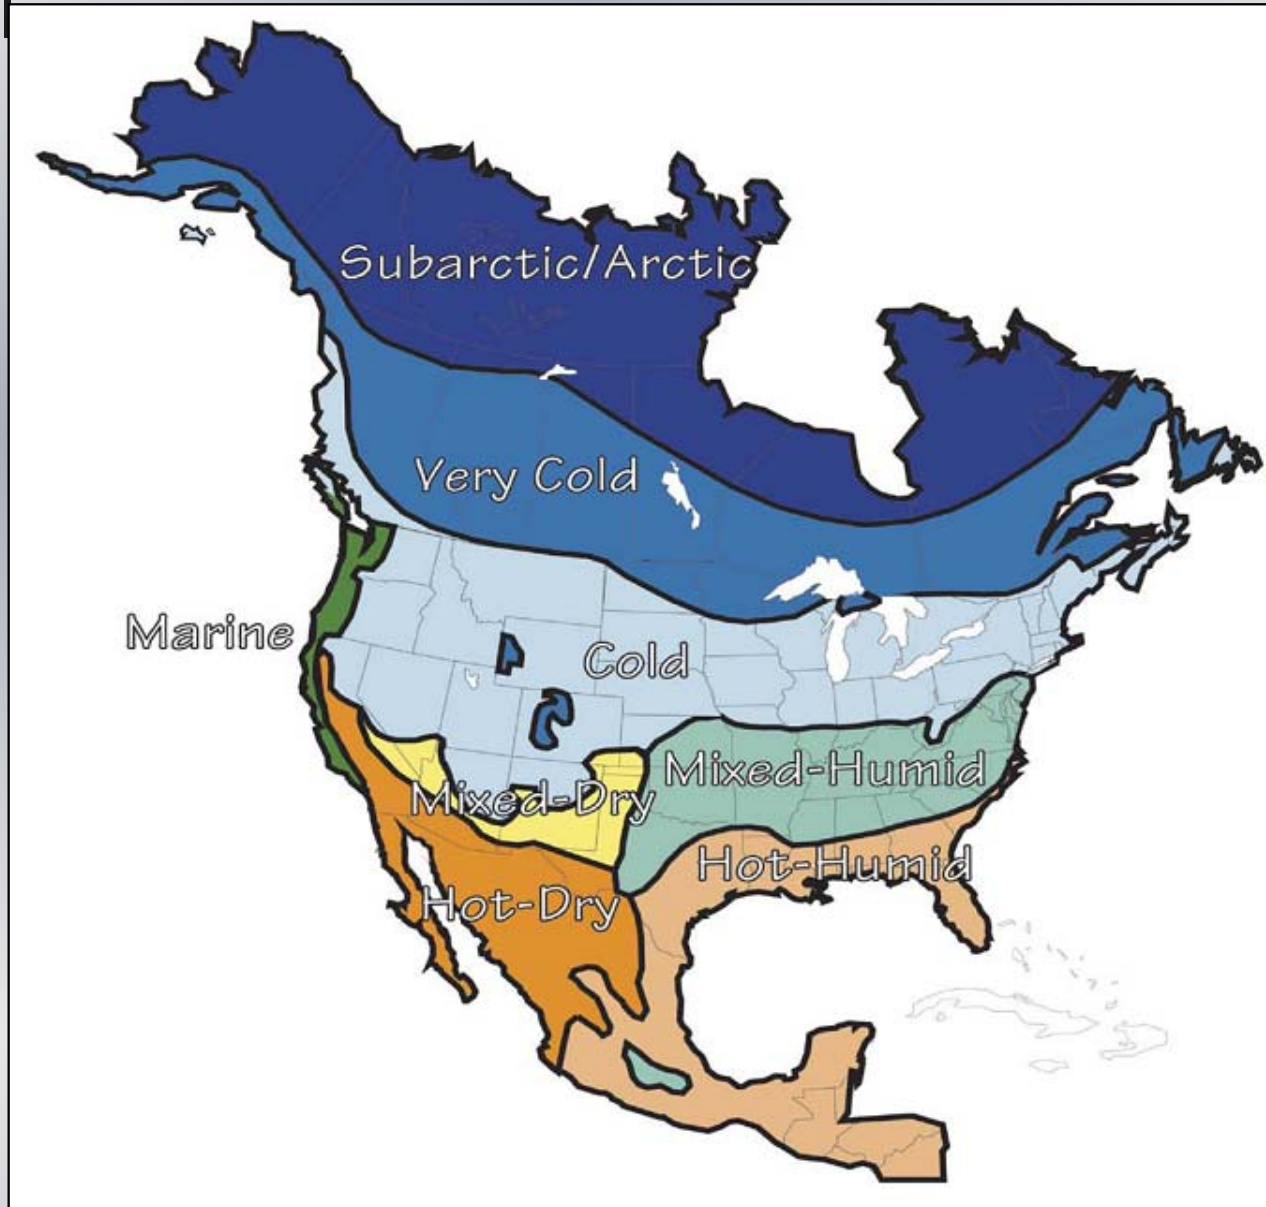 Subarctic/Arctic
Very Cold
Marine
Cold
Mixed-Humid
Mixed-Dry
Hot-Humid
Hot-Dry